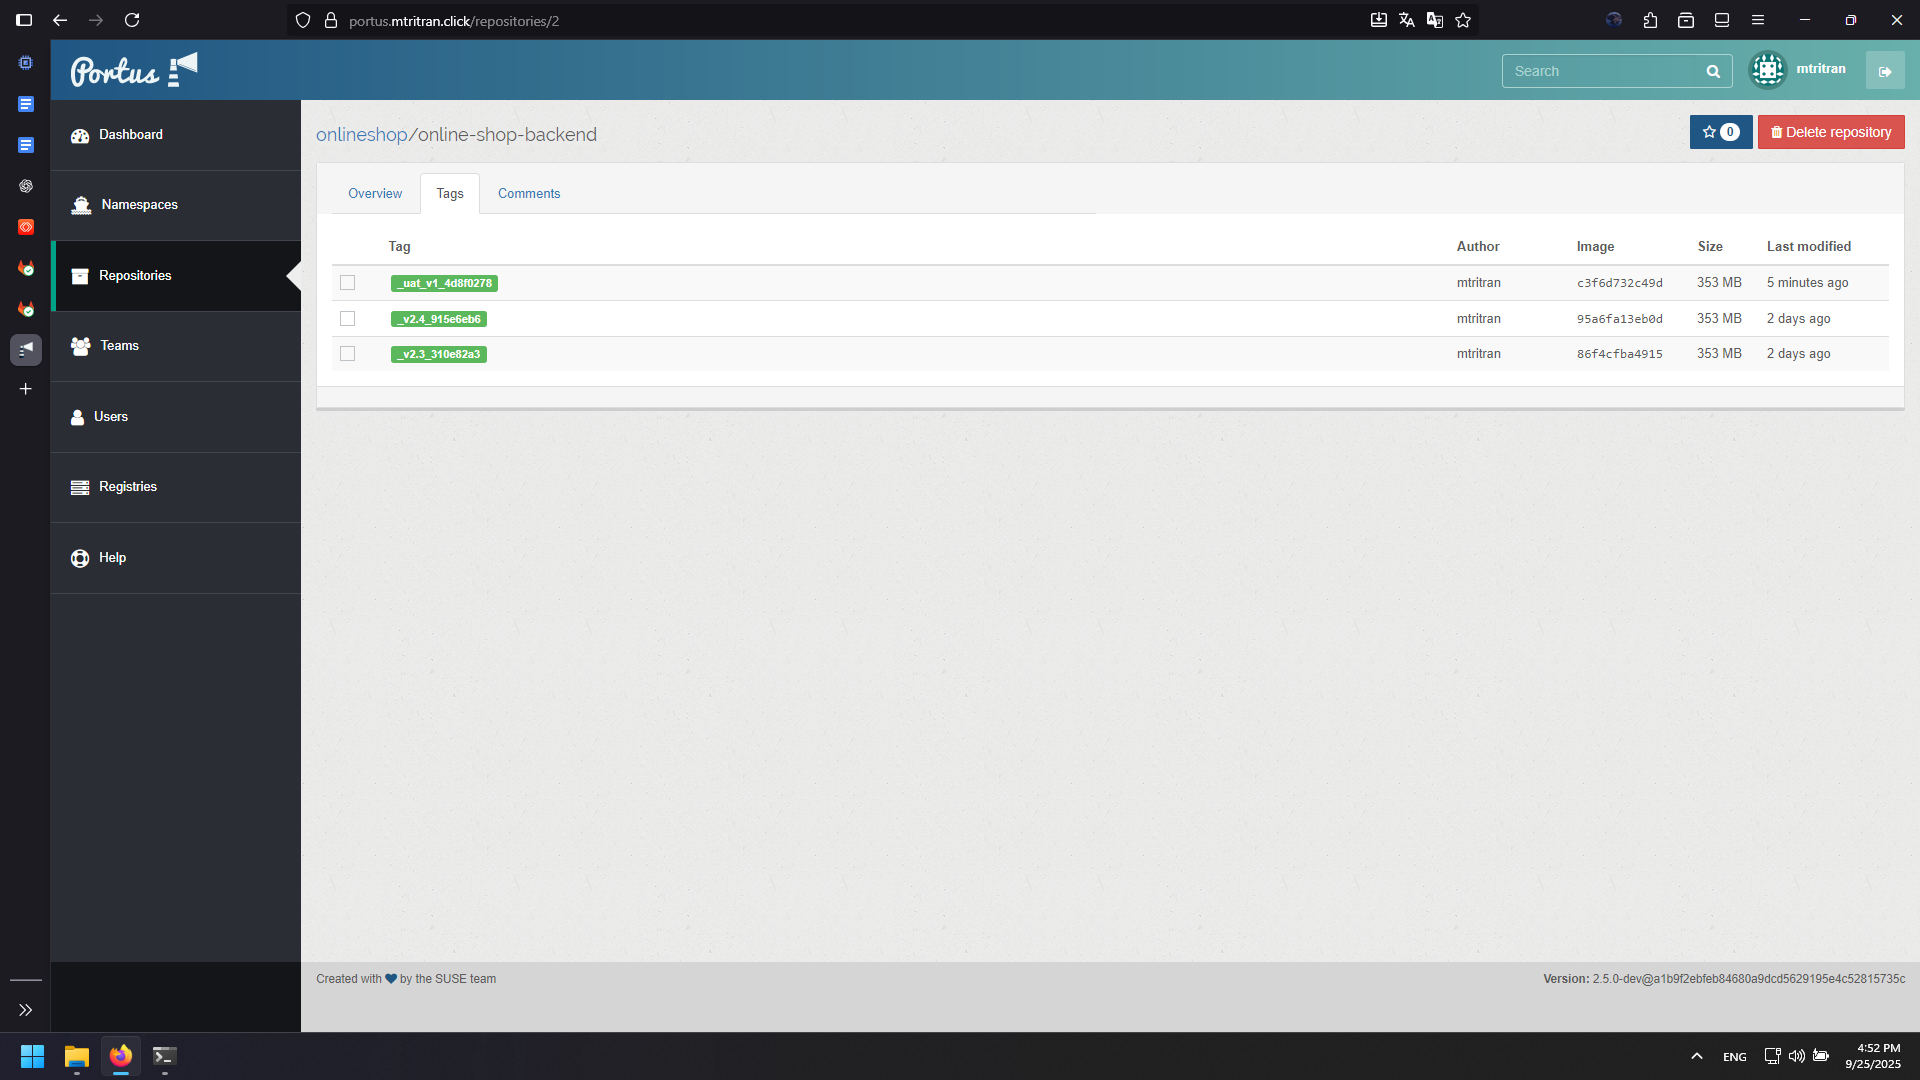 portus.mtritran.click/repositories/2
Portus
Search
mtritran
Dashboard
Namespaces
Repositories
Teams
Users
Registries
Help
onlineshop/online-shop-backend
0
Delete repository
Overview Tags Comments
Tag Author Image Size Last modified
_uat_v1_4d8f0278 mtritran c3f6d732c49d 353 MB 5 minutes ago
_v2.4_915e6eb6 mtritran 95a6fa13eb0d 353 MB 2 days ago
_v2.3_310e82a3 mtritran 86f4cfba4915 353 MB 2 days ago
Created with by the SUSE team
Version: 2.5.0-dev@a1b9f2ebfeb84680a9dcd5629195e4c52815735c
ENG
4:52 PM
9/25/2025